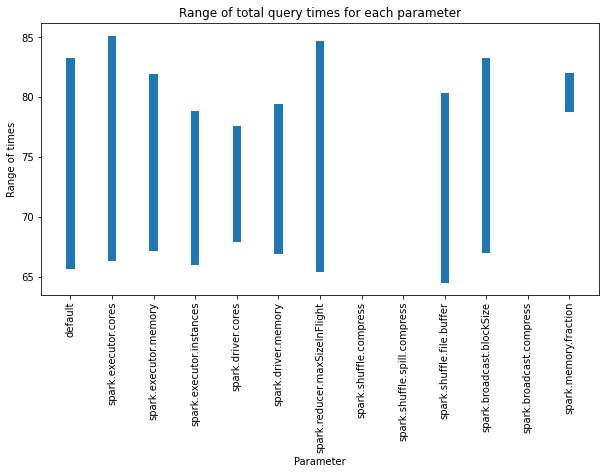 Range of total query times for each parameter
Range of times
85
80
75
70
65
default
spark.executor.cores
spark.executor.memory
spark.executor.instances
spark.driver.cores
spark.driver.memory
spark.reducer.maxSizeInFlight
spark.shuffle.compress
spark.shuffle.spill.compress
spark.shuffle.file.buffer
spark.broadcast.blockSize
spark.broadcast.compress
spark.memory.fraction
Parameter